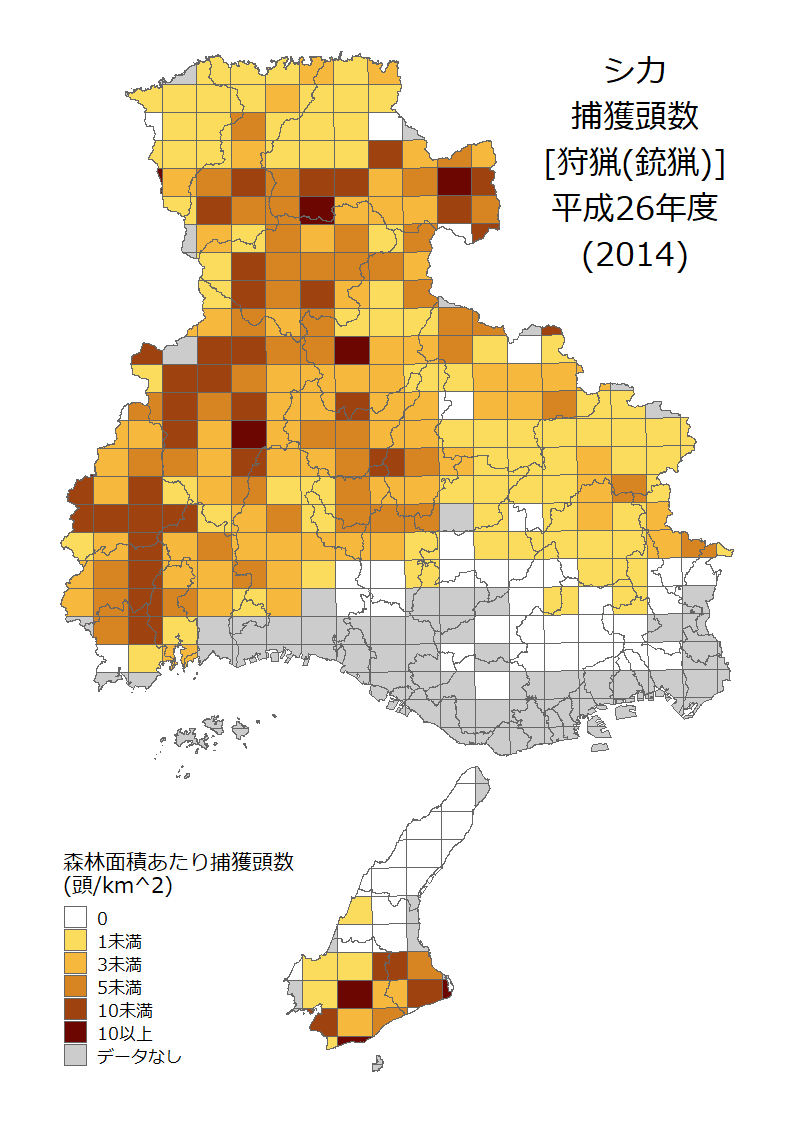 シカ
捕獲頭数
[狩猟(銃猟)]
平成26年度
(2014)
森林面積あたり捕獲頭数
(頭/km^2)
0
1未満
3未満
5未満
10未満
10以上
データなし